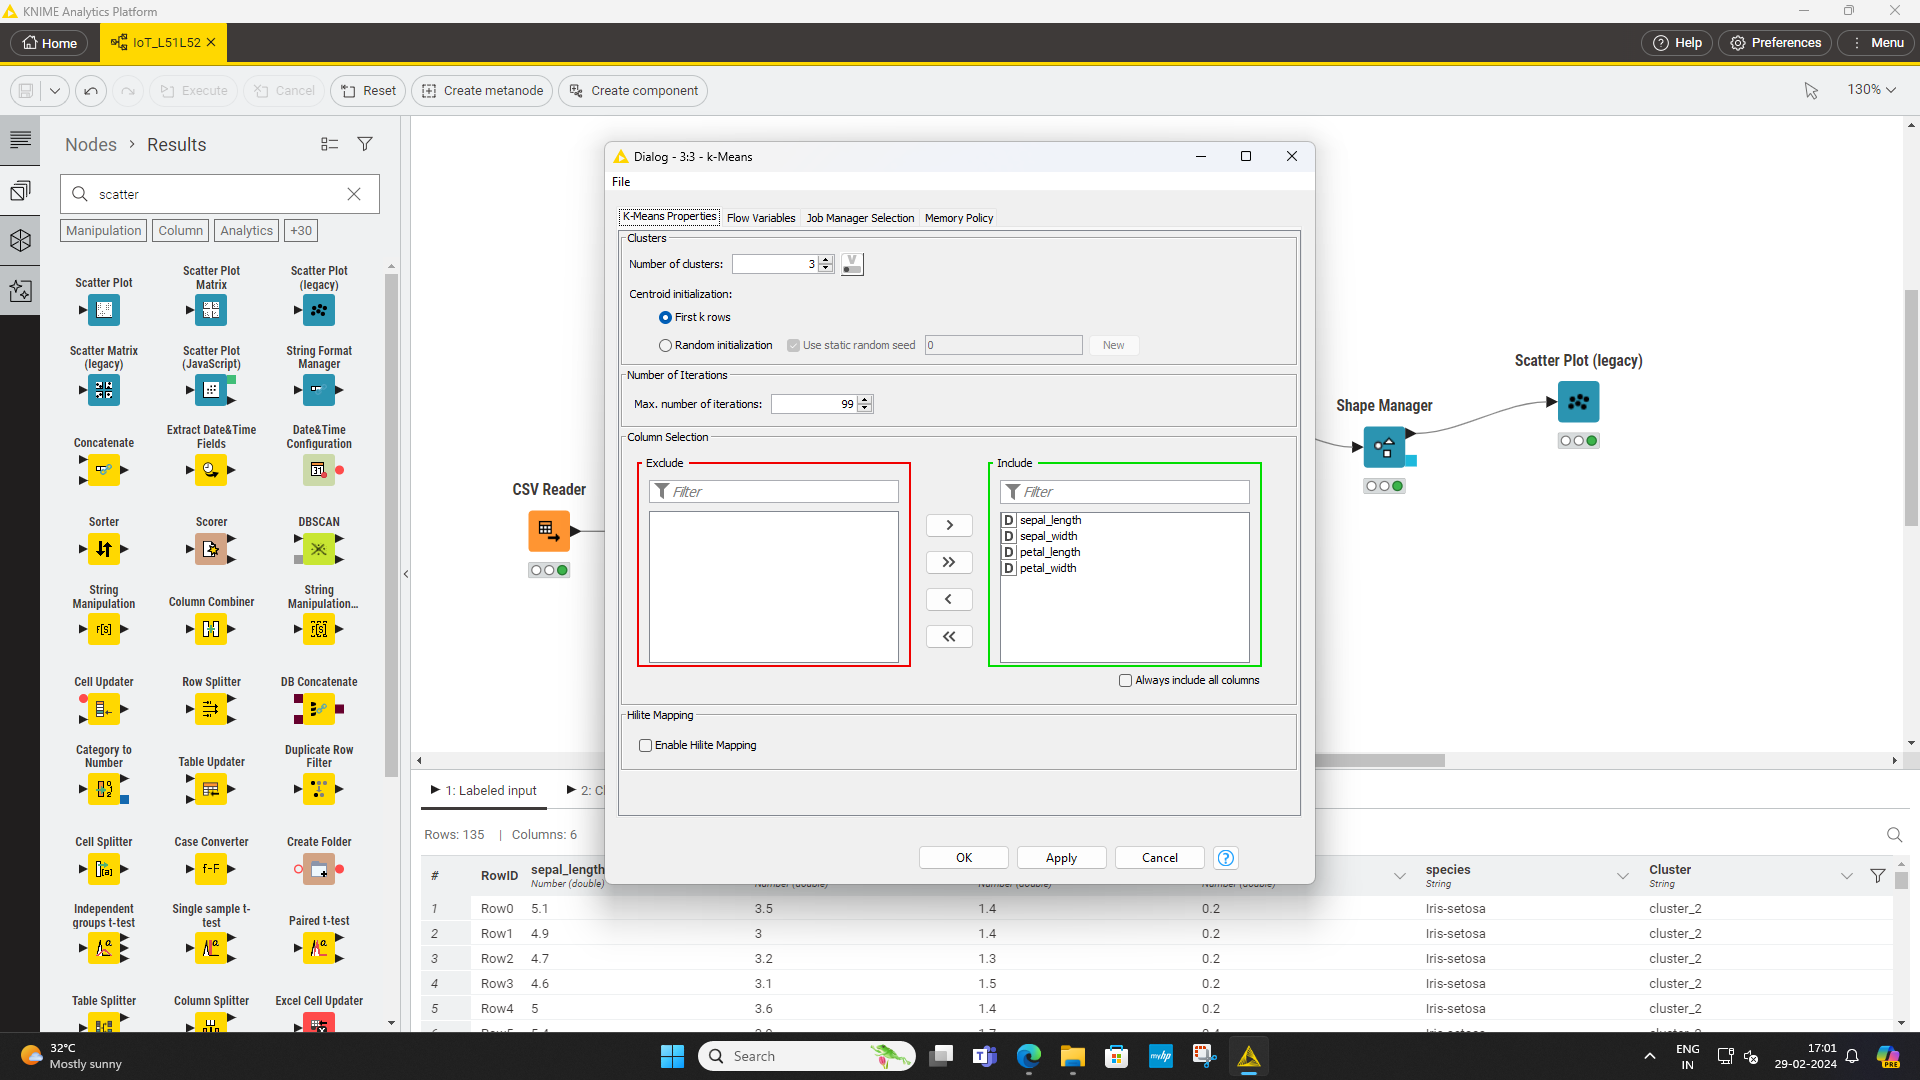 KNIME Analytics Platform
Home
IoT_L51L52
Help
Preferences
Menu
Execute
Cancel
Reset
Create metanode
Create component
130%
Nodes > Results
scatter
Manipulation
Column
Analytics
+30
Scatter Plot
Scatter Plot Matrix
Scatter Plot (legacy)
Scatter Matrix (legacy)
Scatter Plot (JavaScript)
String Format Manager
Concatenate
Extract Date&Time Fields
Date&Time Configuration
Sorter
Scorer
DBSCAN
String Manipulation
Column Combiner
String Manipulation...
Cell Updater
Row Splitter
DB Concatenate
Category to Number
Table Updater
Duplicate Row Filter
Cell Splitter
Case Converter
Create Folder
Independent groups t-test
Single sample t-test
Paired t-test
Table Splitter
Column Splitter
Excel Cell Updater
CSV Reader
Shape Manager
Scatter Plot (legacy)
Dialog - 3:3 - k-Means
File
K-Means Properties
Flow Variables
Job Manager Selection
Memory Policy
Clusters
Number of clusters: 3
V
Centroid initialization:
First k rows
Random initialization
Use static random seed
0
New
Number of Iterations
Max. number of iterations: 99
Column Selection
Exclude
Filter
Include
Filter
D sepal_length
D sepal_width
D petal_length
D petal_width
>
>>
<
<<
Always include all columns
Hilite Mapping
Enable Hilite Mapping
OK
Apply
Cancel
?
1: Labeled input
2: C
Rows: 135 | Columns: 6
# RowID sepal_length species Cluster
Number (double) Number (double) Number (double) Number (double) String String
1 Row0 5.1 3.5 1.4 0.2 Iris-setosa cluster_2
2 Row1 4.9 3 1.4 0.2 Iris-setosa cluster_2
3 Row2 4.7 3.2 1.3 0.2 Iris-setosa cluster_2
4 Row3 4.6 3.1 1.5 0.2 Iris-setosa cluster_2
5 Row4 5 3.6 1.4 0.2 Iris-setosa cluster_2
32°C
Mostly sunny
Search
ENG
IN
17:01
29-02-2024